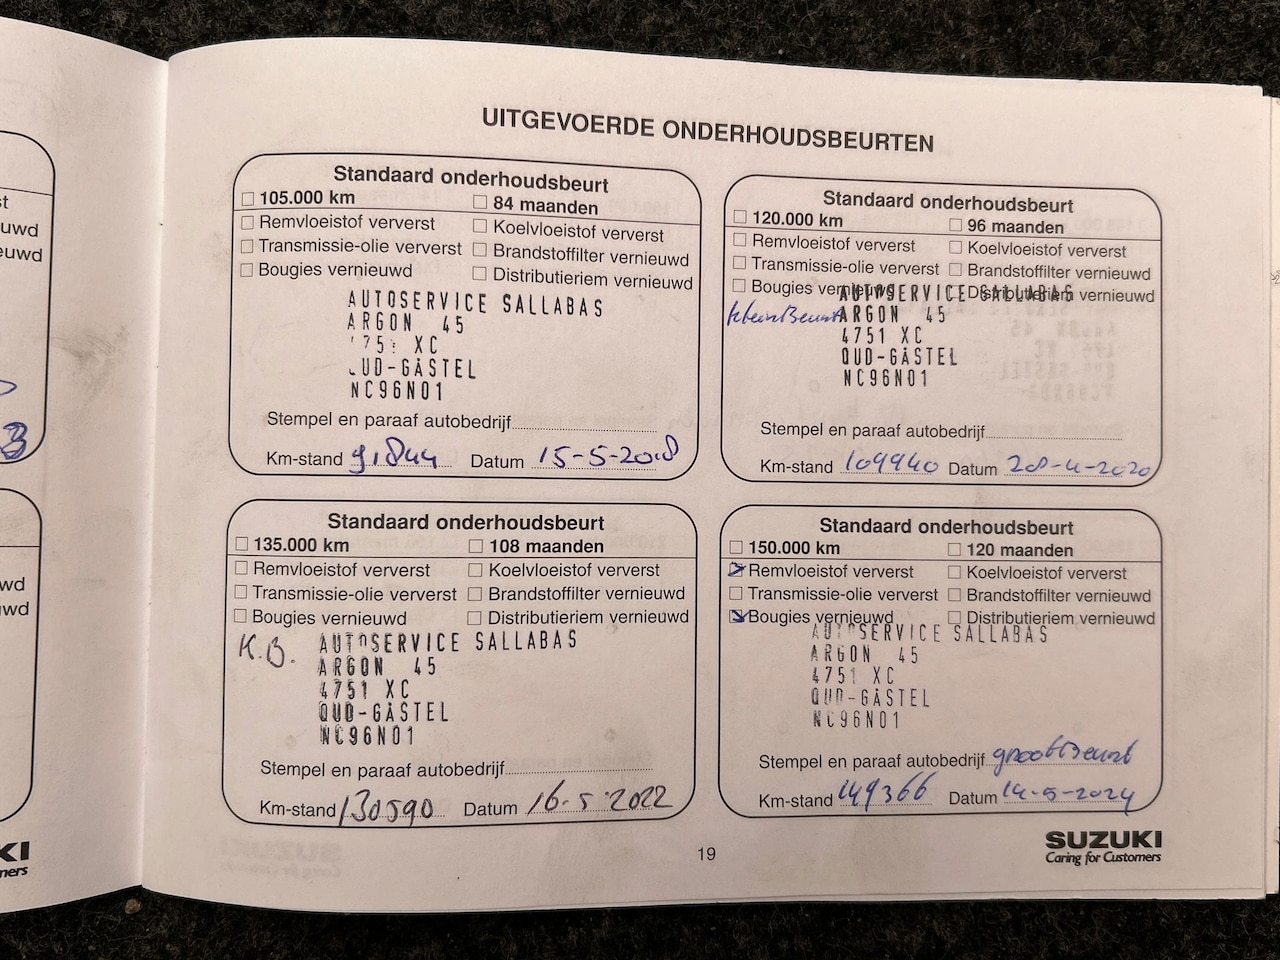 UITGEVOERDE ONDERHOUDSBEURTEN
Standaard onderhoudsbeurt
105.000 km 84 maanden
Remvloeistof ververst Koelvloeistof ververst
Transmissie-olie ververst Brandstoffilter vernieuwd
Bougies vernieuwd Distributieriem vernieuwd
AUTOSERVICE SALLABAS
ARGON 45
75 XC
UD-GASTEL
NC96N01
Stempel en paraaf autobedrijf
Km-stand Datum 15-5-2018
Standaard onderhoudsbeurt
120.000 km 96 maanden
Remvloeistof ververst Koelvloeistof ververst
Transmissie-olie ververst Brandstoffilter vernieuwd
Bougies vernieuwd Distributieriem vernieuwd
AUTOSERVICE SALLABAS
kleinBeurt ARGON 45
4751 XC
OUD-GASTEL
NC96N01
Stempel en paraaf autobedrijf
Km-stand 109940 Datum 28-4-2020
Standaard onderhoudsbeurt
135.000 km 108 maanden
Remvloeistof ververst Koelvloeistof ververst
Transmissie-olie ververst Brandstoffilter vernieuwd
Bougies vernieuwd Distributieriem vernieuwd
K.B. AUTOSERVICE SALLABAS
ARGON 45
4751 XC
OUD-GASTEL
NC96N01
Stempel en paraaf autobedrijf
Km-stand 130590 Datum 16-5-2022
Standaard onderhoudsbeurt
150.000 km 120 maanden
Remvloeistof ververst Koelvloeistof ververst
Transmissie-olie ververst Brandstoffilter vernieuwd
Bougies vernieuwd Distributieriem vernieuwd
AUTOSERVICE SALLABAS
ARGON 45
4751 XC
OUD-GASTEL
NC96N01
Stempel en paraaf autobedrijf grootBeurt
Km-stand 149366 Datum 14-5-2024
19
SUZUKI
Caring for Customers